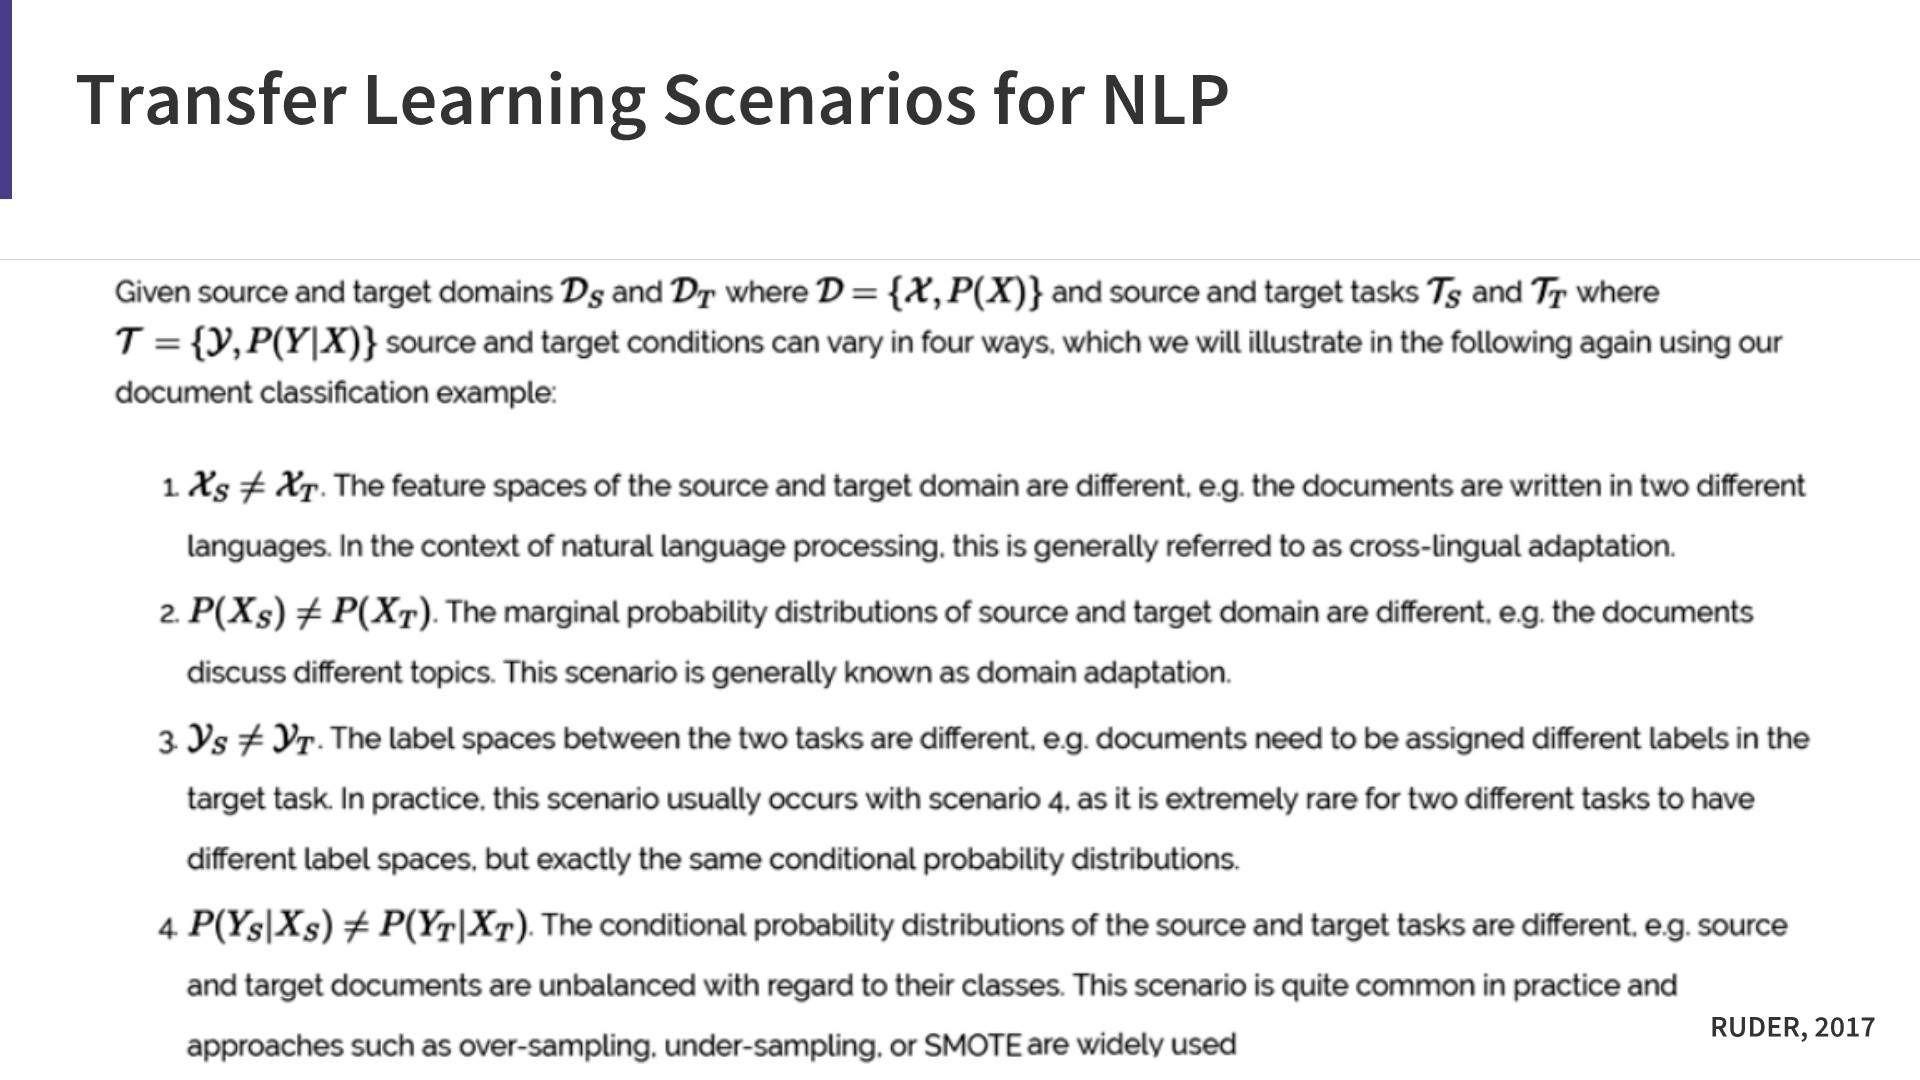 Transfer Learning Scenarios for NLP
Given source and target domains 𝒟S and 𝒟T where 𝒟 = {𝒳, P(X)} and source and target tasks 𝒯S and 𝒯T where
𝒯 = {𝒴, P(Y|X)} source and target conditions can vary in four ways, which we will illustrate in the following again using our
document classification example:
1. 𝒳S ≠ 𝒳T. The feature spaces of the source and target domain are different, e.g. the documents are written in two different
languages. In the context of natural language processing, this is generally referred to as cross-lingual adaptation.
2. P(XS) ≠ P(XT). The marginal probability distributions of source and target domain are different, e.g. the documents
discuss different topics. This scenario is generally known as domain adaptation.
3. 𝒴S ≠ 𝒴T. The label spaces between the two tasks are different, e.g. documents need to be assigned different labels in the
target task. In practice, this scenario usually occurs with scenario 4, as it is extremely rare for two different tasks to have
different label spaces, but exactly the same conditional probability distributions.
4. P(YS|XS) ≠ P(YT|XT). The conditional probability distributions of the source and target tasks are different, e.g. source
and target documents are unbalanced with regard to their classes. This scenario is quite common in practice and
approaches such as over-sampling, under-sampling, or SMOTE are widely used
RUDER, 2017